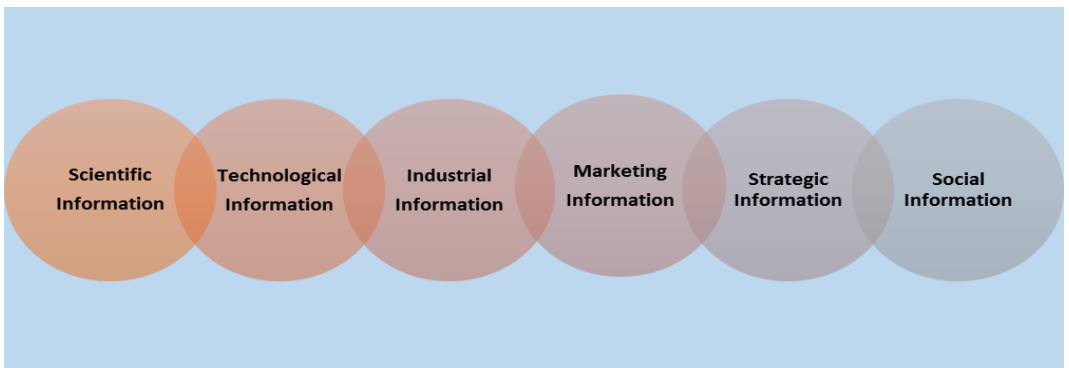 Scientific
Information
Technological
Information
Industrial
Information
Marketing
Information
Strategic
Information
Social
Information